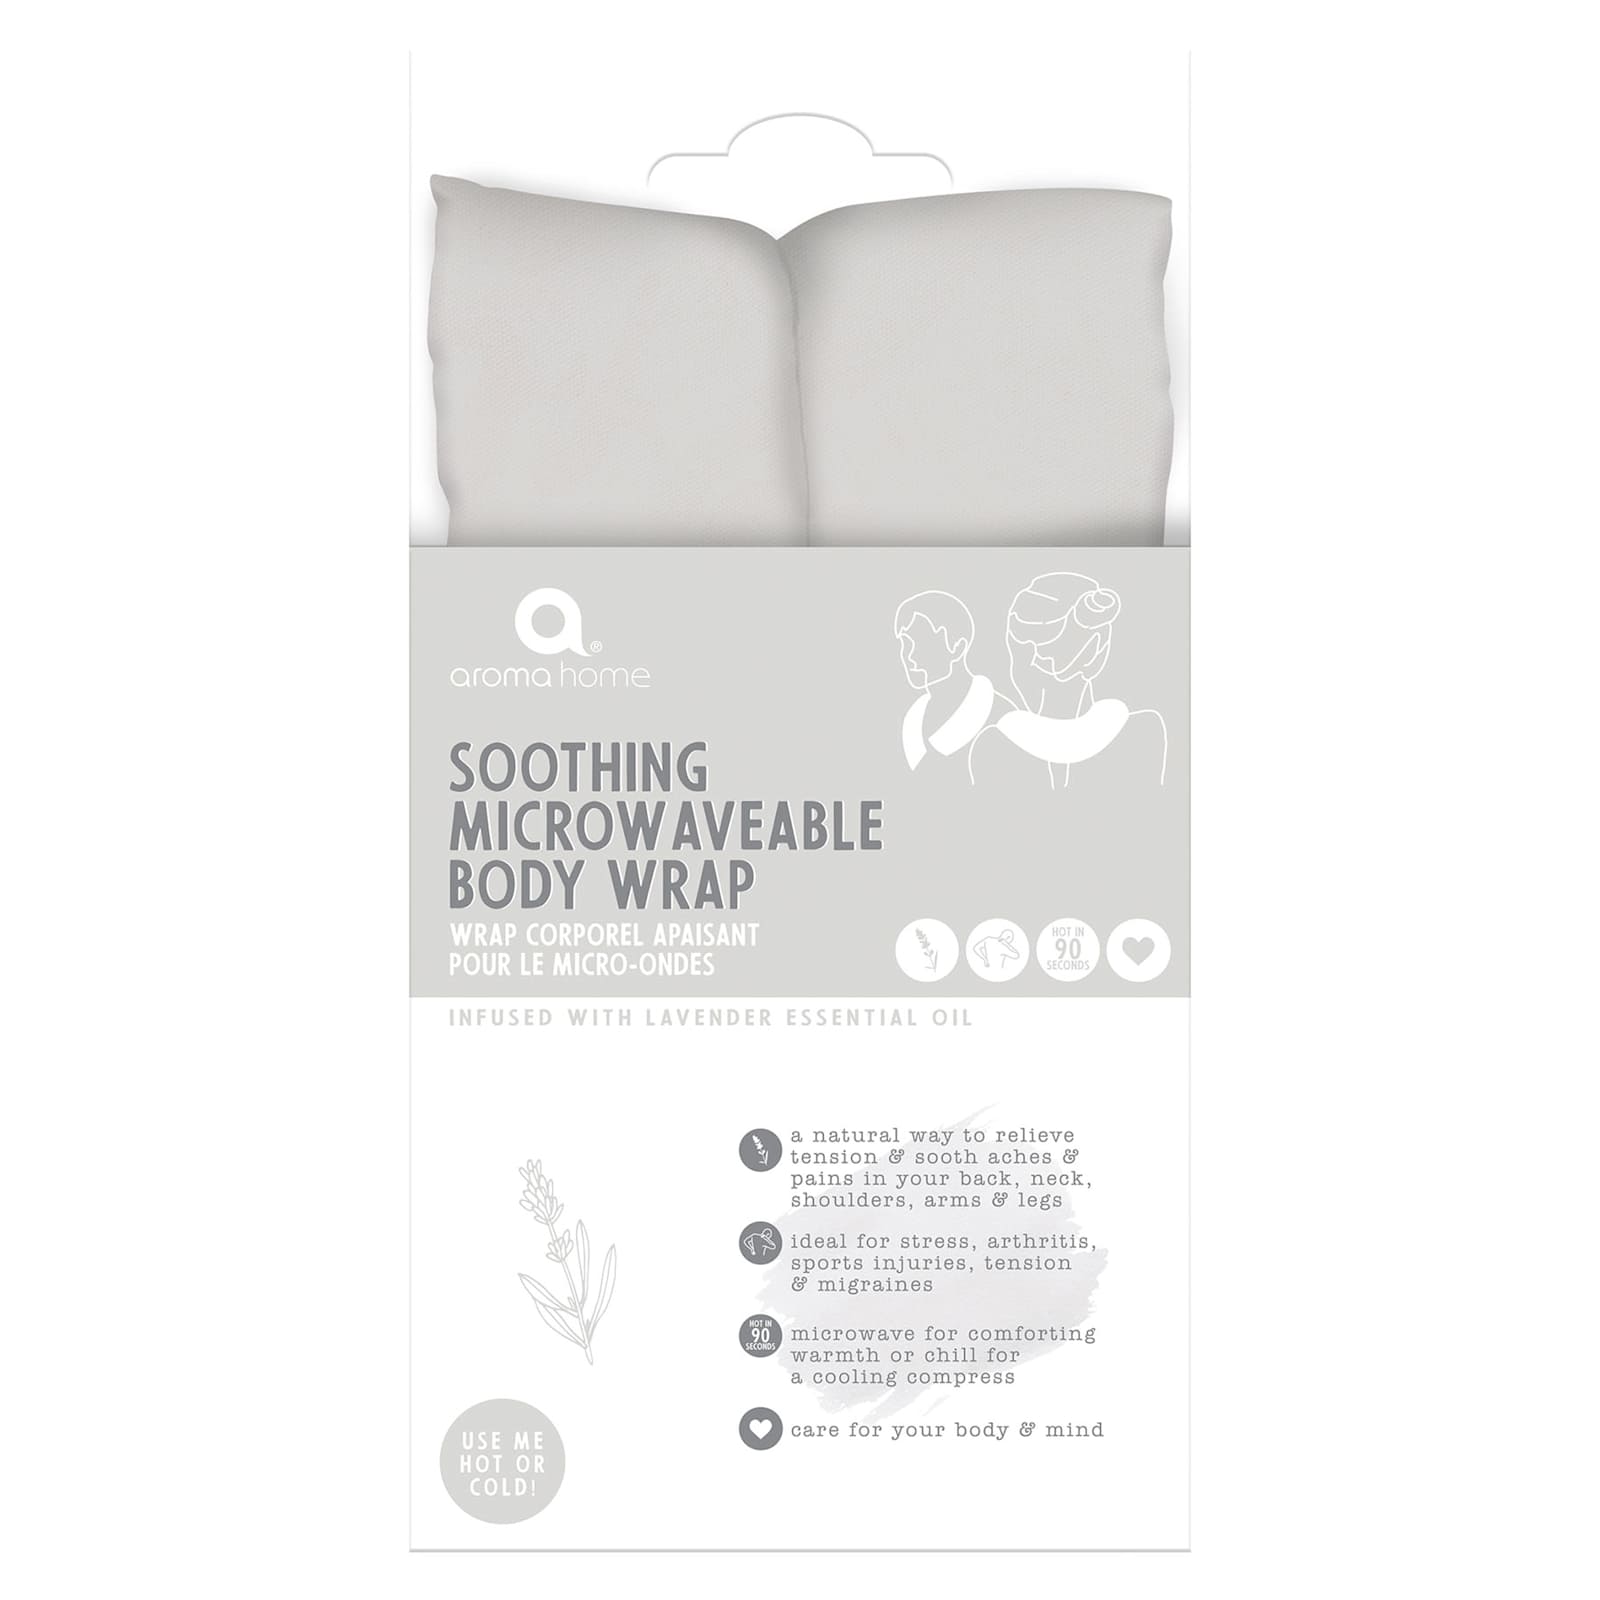 a®
aroma home
SOOTHING
MICROWAVEABLE
BODY WRAP
WRAP CORPOREL APAISANT
POUR LE MICRO-ONDES
HOT IN
90
SECONDS
INFUSED WITH LAVENDER ESSENTIAL OIL
a natural way to relieve
tension & sooth aches &
pains in your back, neck,
shoulders, arms & legs
ideal for stress, arthritis,
sports injuries, tension
& migraines
HOT IN
90
SECONDS
microwave for comforting
warmth or chill for
a cooling compress
care for your body & mind
USE ME
HOT OR
COLD!